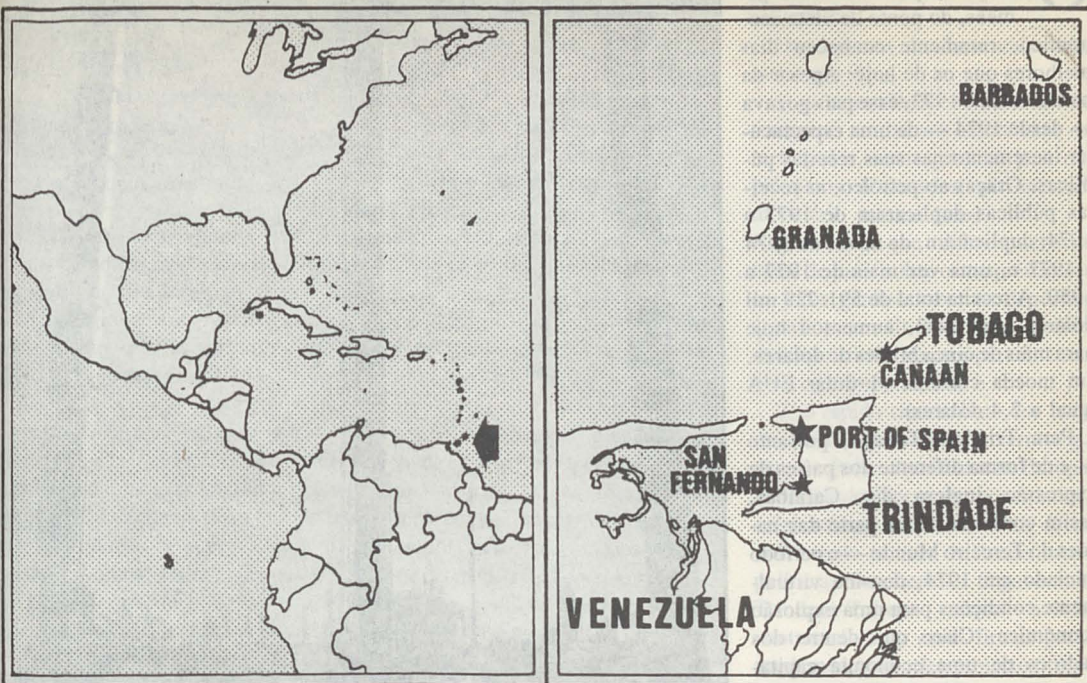 BARBADOS
GRANADA
TOBAGO
CANAAN
PORT OF SPAIN
SAN
FERNANDO
TRINDADE
VENEZUELA